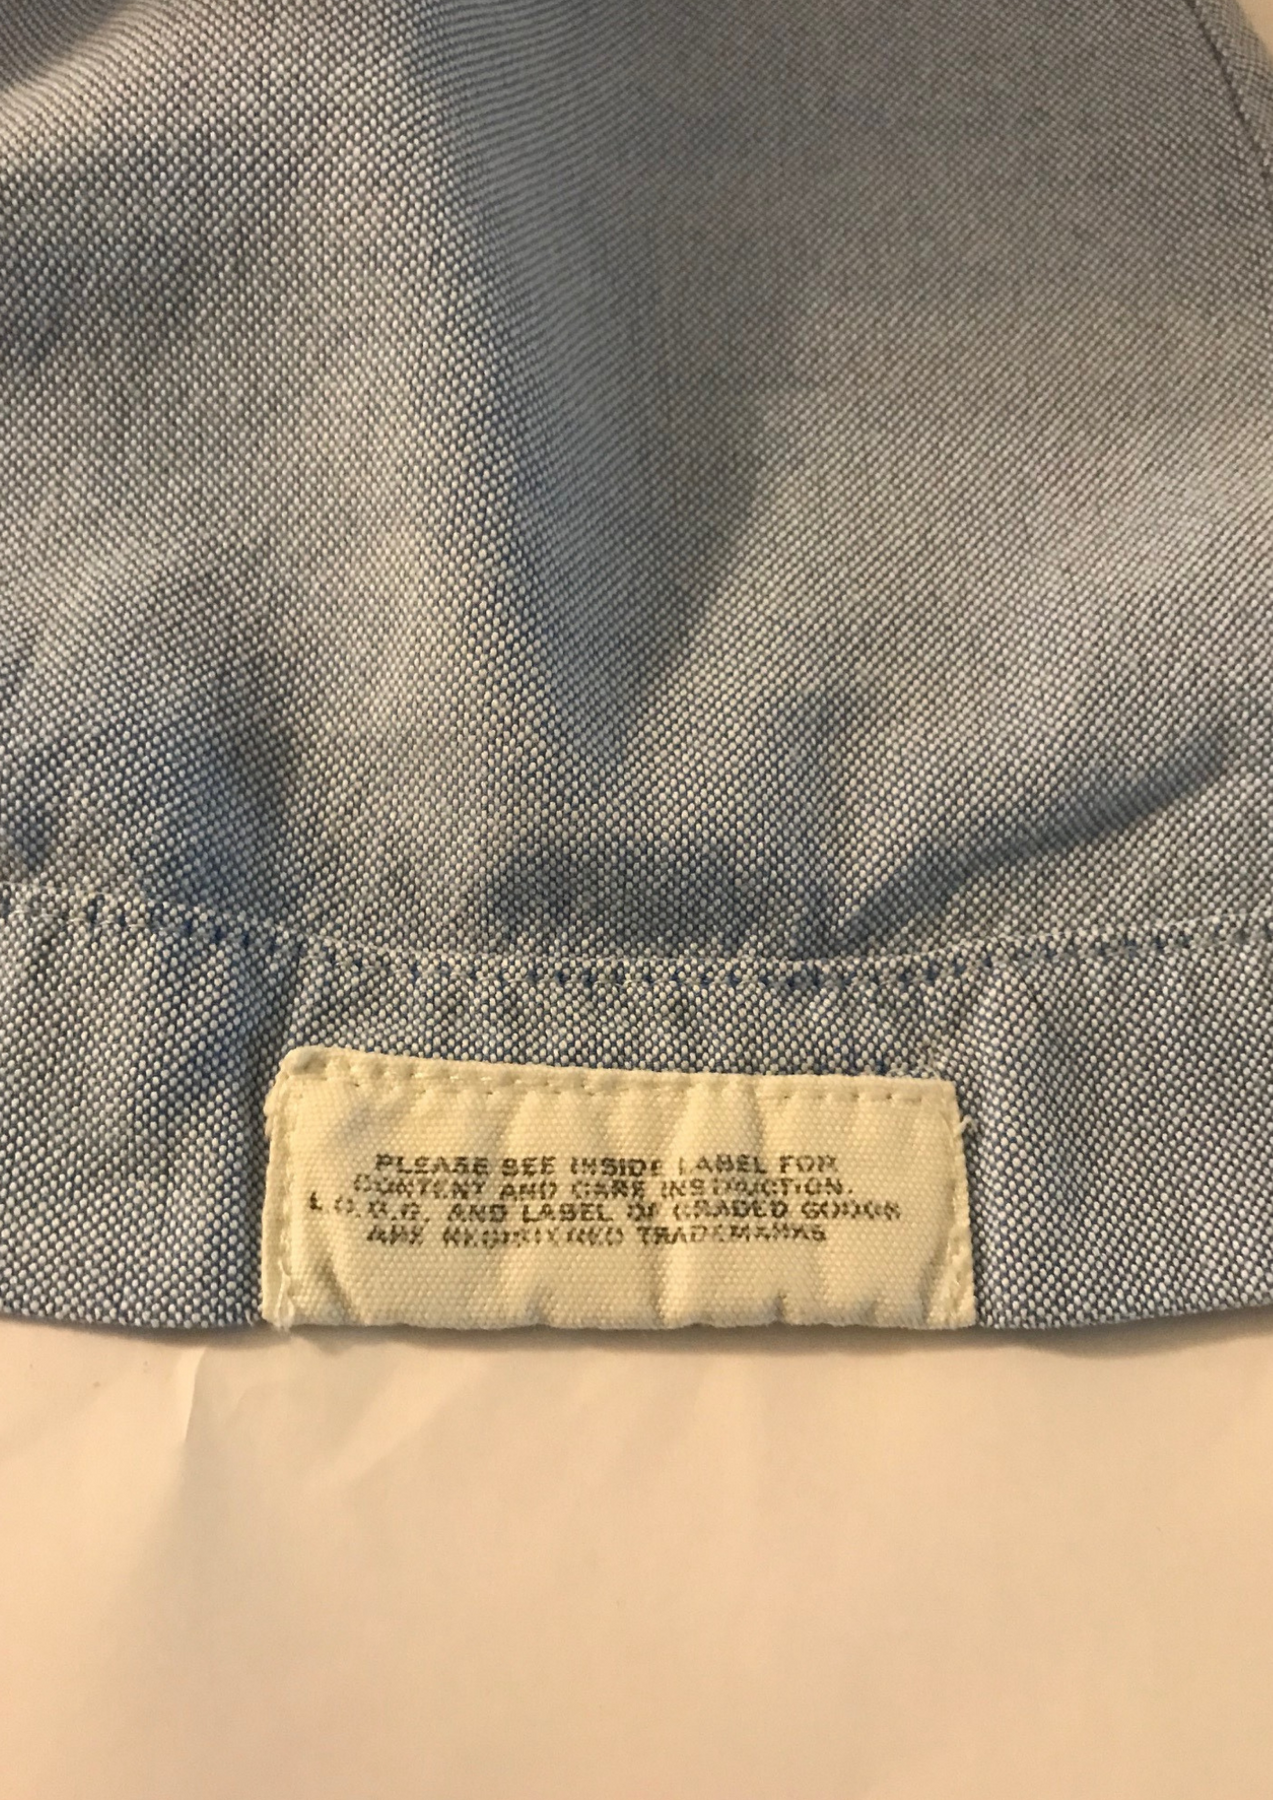 PLEASE SEE INSIDE LABEL FOR
CONTENT AND CARE INSTRUCTION.
L.O.G.G. AND LABEL OF GRADED GOODS
ARE REGISTERED TRADEMARKS